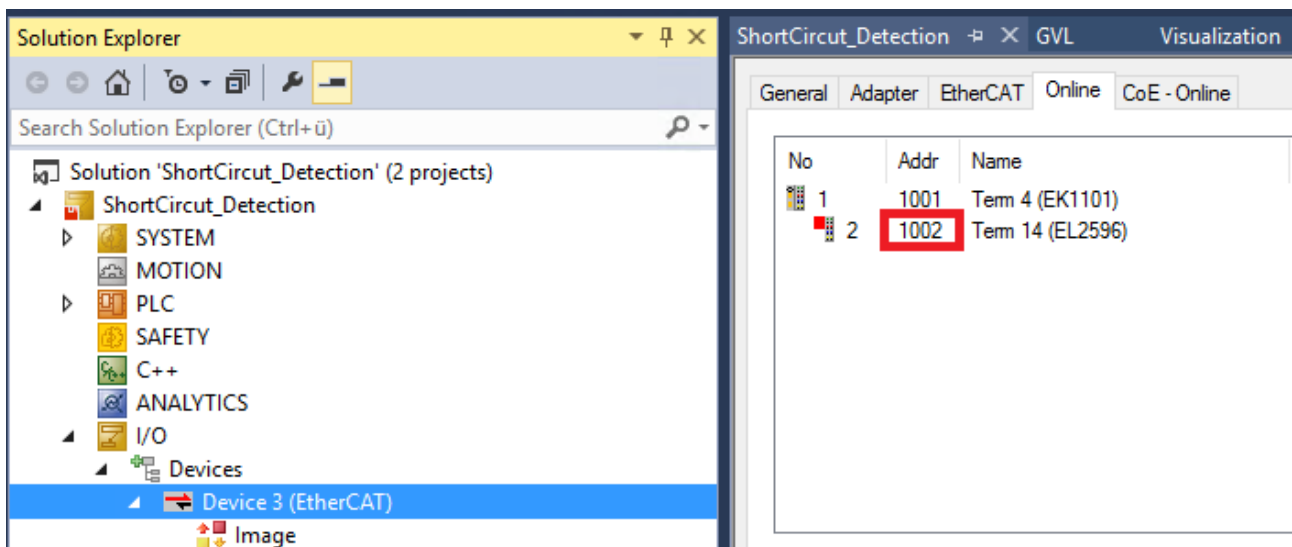 Solution Explorer
Search Solution Explorer (Ctrl+ü)
Solution 'ShortCircut_Detection' (2 projects)
ShortCircut_Detection
SYSTEM
MOTION
PLC
SAFETY
C++
ANALYTICS
I/O
Devices
Device 3 (EtherCAT)
Image
ShortCircut_Detection GVL Visualization
General Adapter EtherCAT Online CoE - Online
No Addr Name
1 1001 Term 4 (EK1101)
2 1002 Term 14 (EL2596)